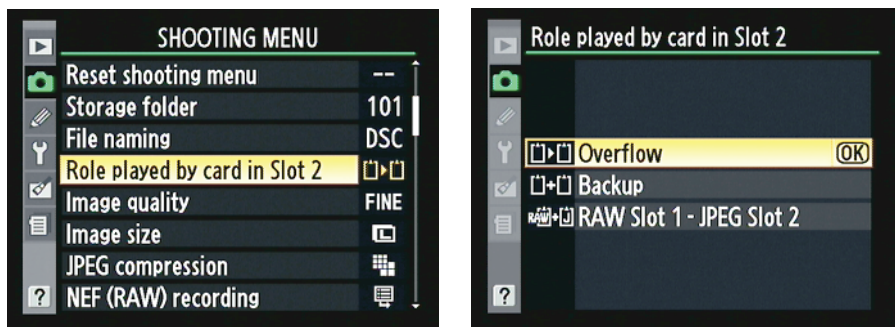 SHOOTING MENU
Reset shooting menu --
Storage folder 101
File naming DSC
Role played by card in Slot 2
Image quality FINE
Image size L
JPEG compression
NEF (RAW) recording
?
Role played by card in Slot 2
Overflow OK
Backup
RAW + J RAW Slot 1 - JPEG Slot 2
?